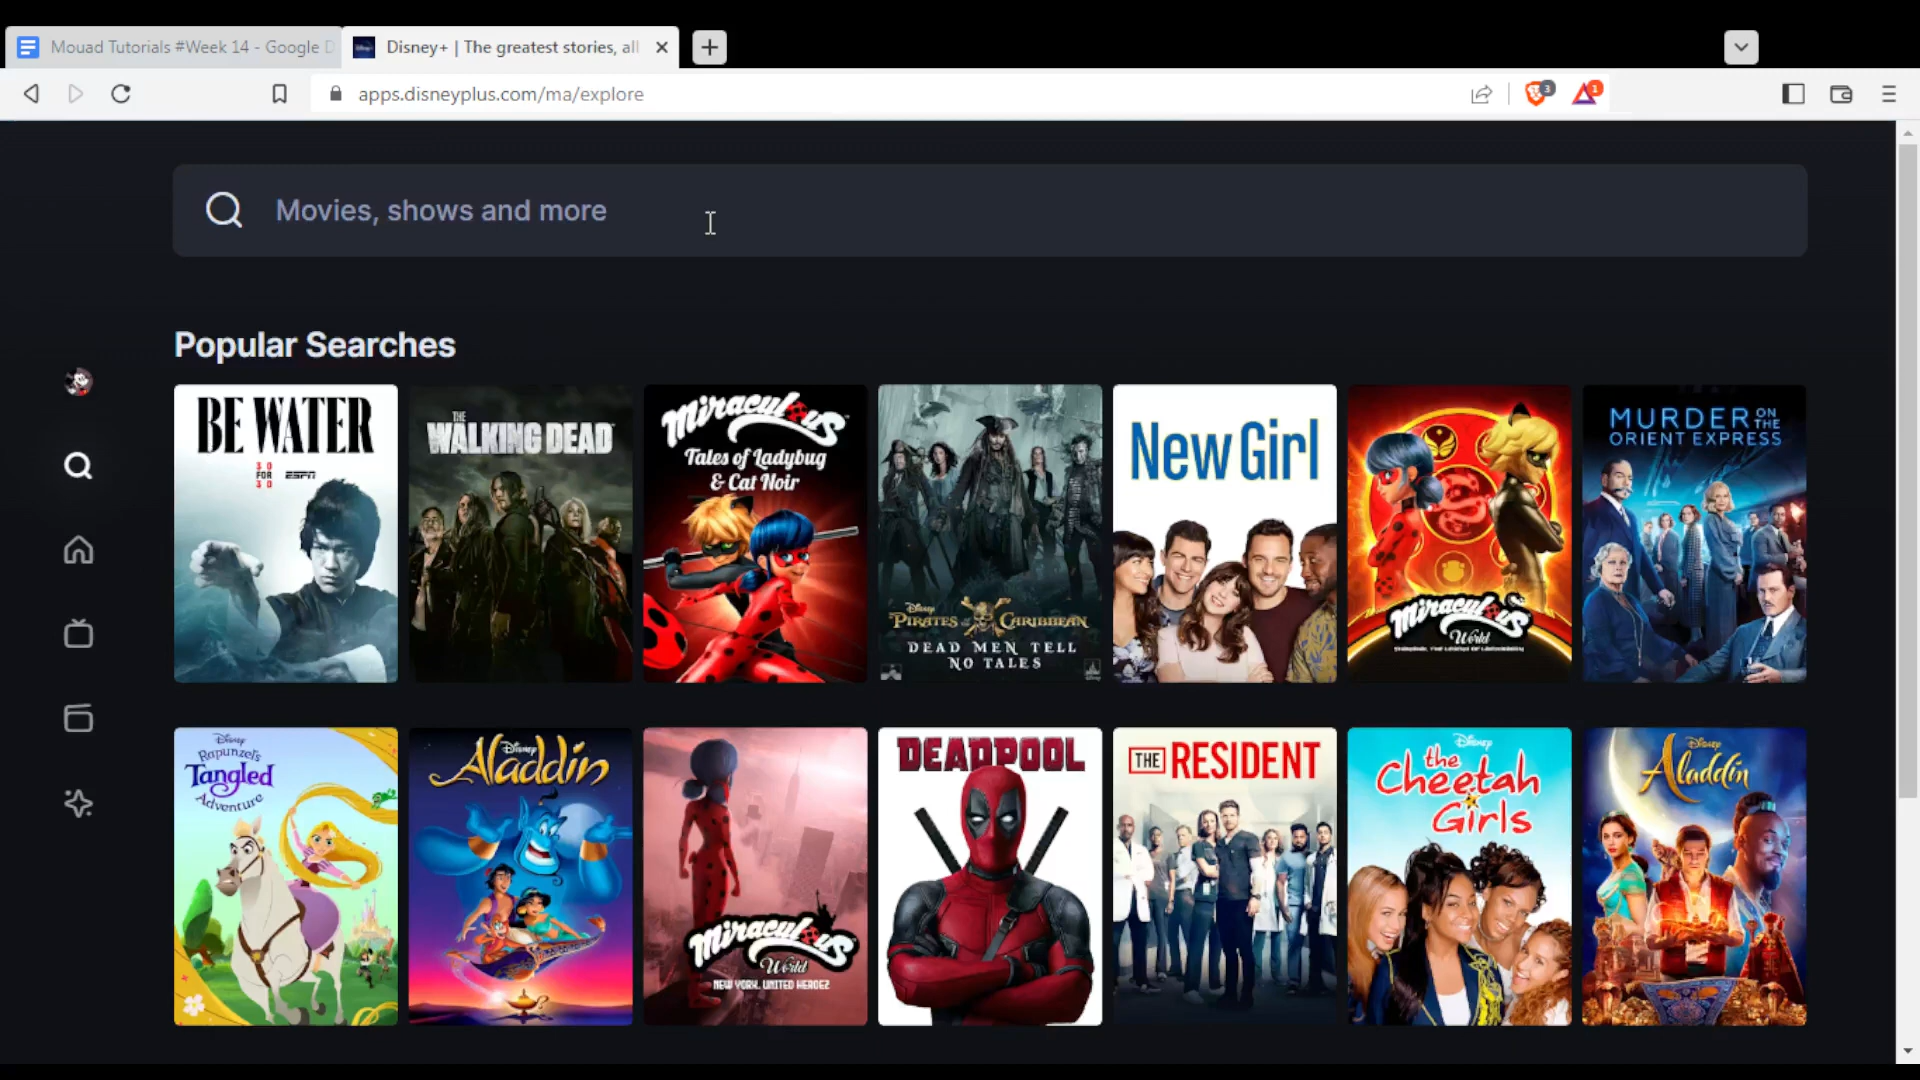 Mouad Tutorials #Week 14 - Google D
Disney+ | The greatest stories, all
apps.disneyplus.com/ma/explore
3
1
Movies, shows and more
Popular Searches
BE WATER
30 FOR 30 ESPN
THE
WALKING DEAD
Miraculous
Tales of Ladybug
& Cat Noir
Disney
PIRATES of the CARIBBEAN
DEAD MEN TELL
NO TALES
New Girl
Miraculous
World
MURDER ON THE
ORIENT EXPRESS
Disney
Rapunzel's
Tangled
Adventure
Disney
Aladdin
Miraculous
World
NEW YORK, UNITED HEROEZ
DEADPOOL
THE RESIDENT
Disney
the
Cheetah
Girls
Disney
Aladdin